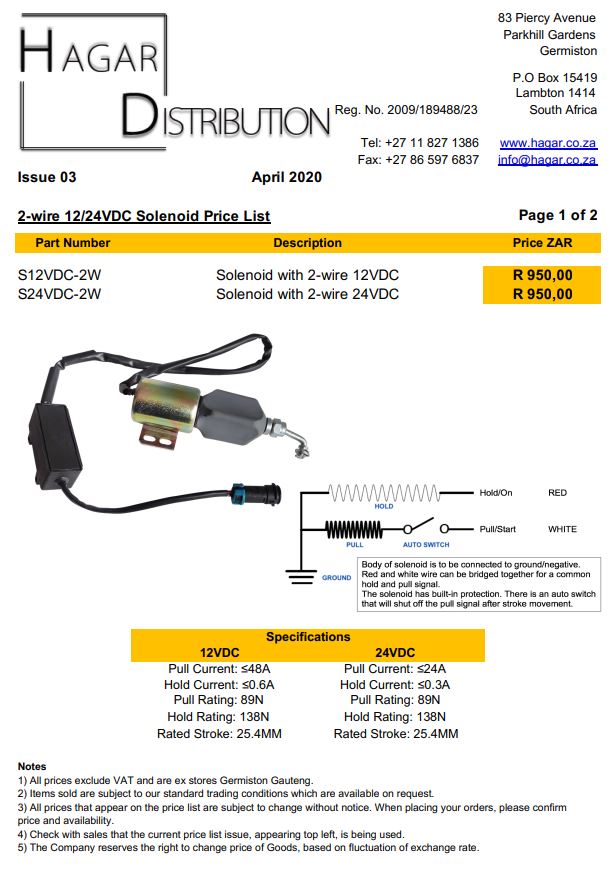 HAGAR
DISTRIBUTION
83 Piercy Avenue
Parkhill Gardens
Germiston
P.O Box 15419
Lambton 1414
Reg. No. 2009/189488/23 South Africa
Tel: +27 11 827 1386 www.hagar.co.za
Fax: +27 86 597 6837 info@hagar.co.za
Issue 03 April 2020
2-wire 12/24VDC Solenoid Price List Page 1 of 2
Part Number Description Price ZAR
S12VDC-2W Solenoid with 2-wire 12VDC R 950,00
S24VDC-2W Solenoid with 2-wire 24VDC R 950,00
Hold/On RED
HOLD
Pull/Start WHITE
PULL AUTO SWITCH
GROUND
Body of solenoid is to be connected to ground/negative.
Red and white wire can be bridged together for a common
hold and pull signal.
The solenoid has built-in protection. There is an auto switch
that will shut off the pull signal after stroke movement.
Specifications
12VDC 24VDC
Pull Current: ≤48A Pull Current: ≤24A
Hold Current: ≤0.6A Hold Current: ≤0.3A
Pull Rating: 89N Pull Rating: 89N
Hold Rating: 138N Hold Rating: 138N
Rated Stroke: 25.4MM Rated Stroke: 25.4MM
Notes
1) All prices exclude VAT and are ex stores Germiston Gauteng.
2) Items sold are subject to our standard trading conditions which are available on request.
3) All prices that appear on the price list are subject to change without notice. When placing your orders, please confirm
price and availability.
4) Check with sales that the current price list issue, appearing top left, is being used.
5) The Company reserves the right to change price of Goods, based on fluctuation of exchange rate.